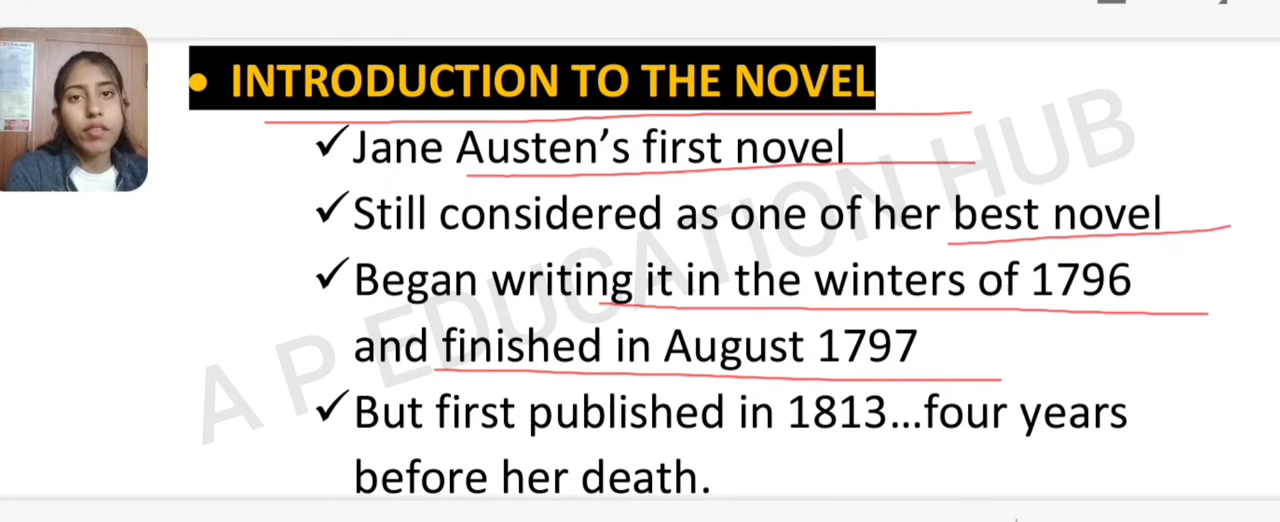 • INTRODUCTION TO THE NOVEL
✓Jane Austen’s first novel
✓Still considered as one of her best novel
✓Began writing it in the winters of 1796
and finished in August 1797
✓But first published in 1813...four years
before her death.
A P EDUCATION HUB